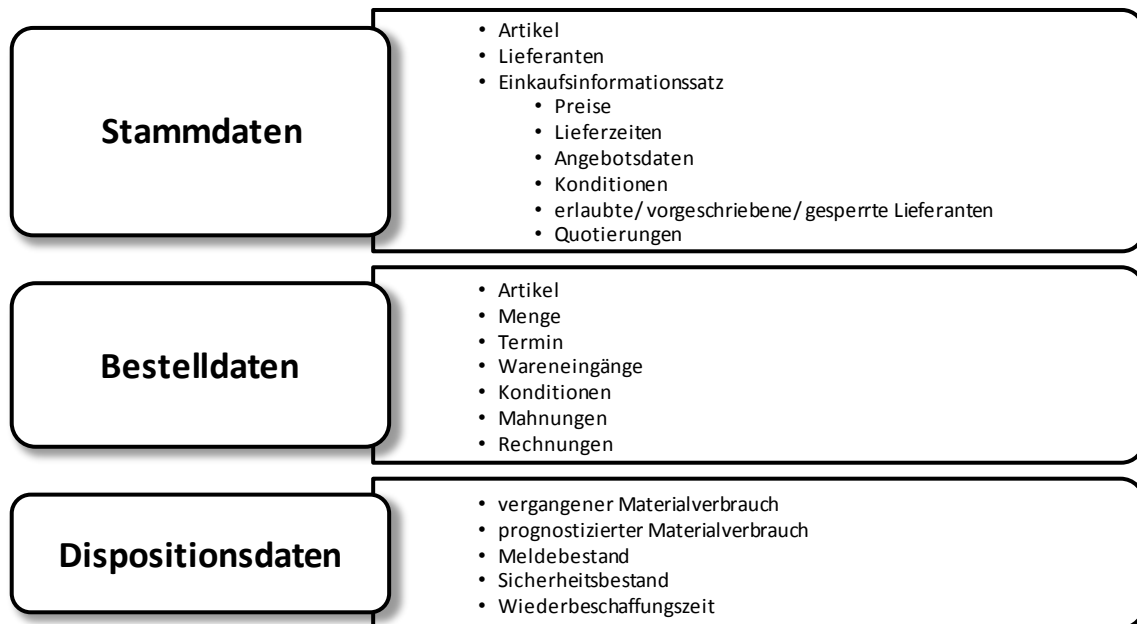 Stammdaten
• Artikel
• Lieferanten
• Einkaufsinformationssatz
• Preise
• Lieferzeiten
• Angebotsdaten
• Konditionen
• erlaubte/vorgeschriebene/gesperrte Lieferanten
• Quotierungen
Bestelldaten
• Artikel
• Menge
• Termin
• Wareneingänge
• Konditionen
• Mahnungen
• Rechnungen
Dispositionsdaten
• vergangener Materialverbrauch
• prognostizierter Materialverbrauch
• Meldebestand
• Sicherheitsbestand
• Wiederbeschaffungszeit